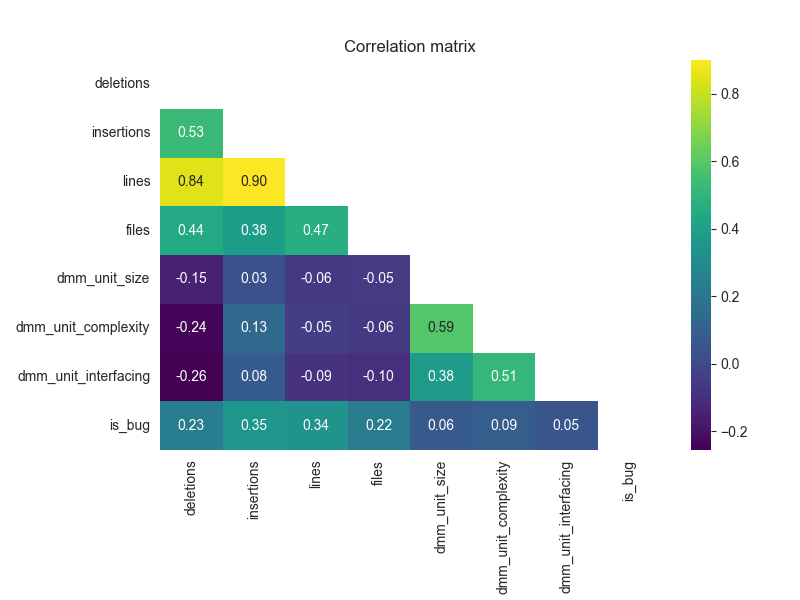 Correlation matrix
deletions
insertions 0.53
lines 0.84 0.90
files 0.44 0.38 0.47
dmm_unit_size -0.15 0.03 -0.06 -0.05
dmm_unit_complexity -0.24 0.13 -0.05 -0.06 0.59
dmm_unit_interfacing -0.26 0.08 -0.09 -0.10 0.38 0.51
is_bug 0.23 0.35 0.34 0.22 0.06 0.09 0.05
deletions
insertions
lines
files
dmm_unit_size
dmm_unit_complexity
dmm_unit_interfacing
is_bug
0.8
0.6
0.4
0.2
0.0
−0.2